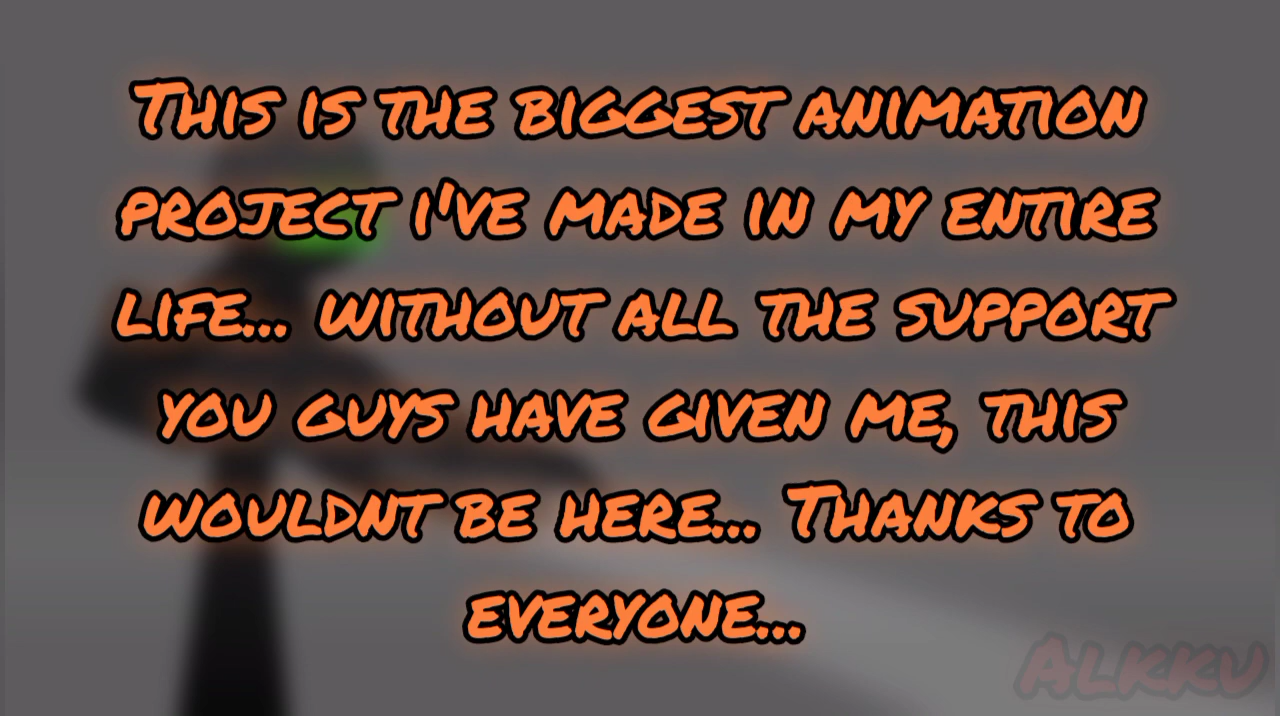 This is the biggest animation
project i've made in my entire
life... without all the support
you guys have given me, this
wouldnt be here... Thanks to
everyone...
Alkku